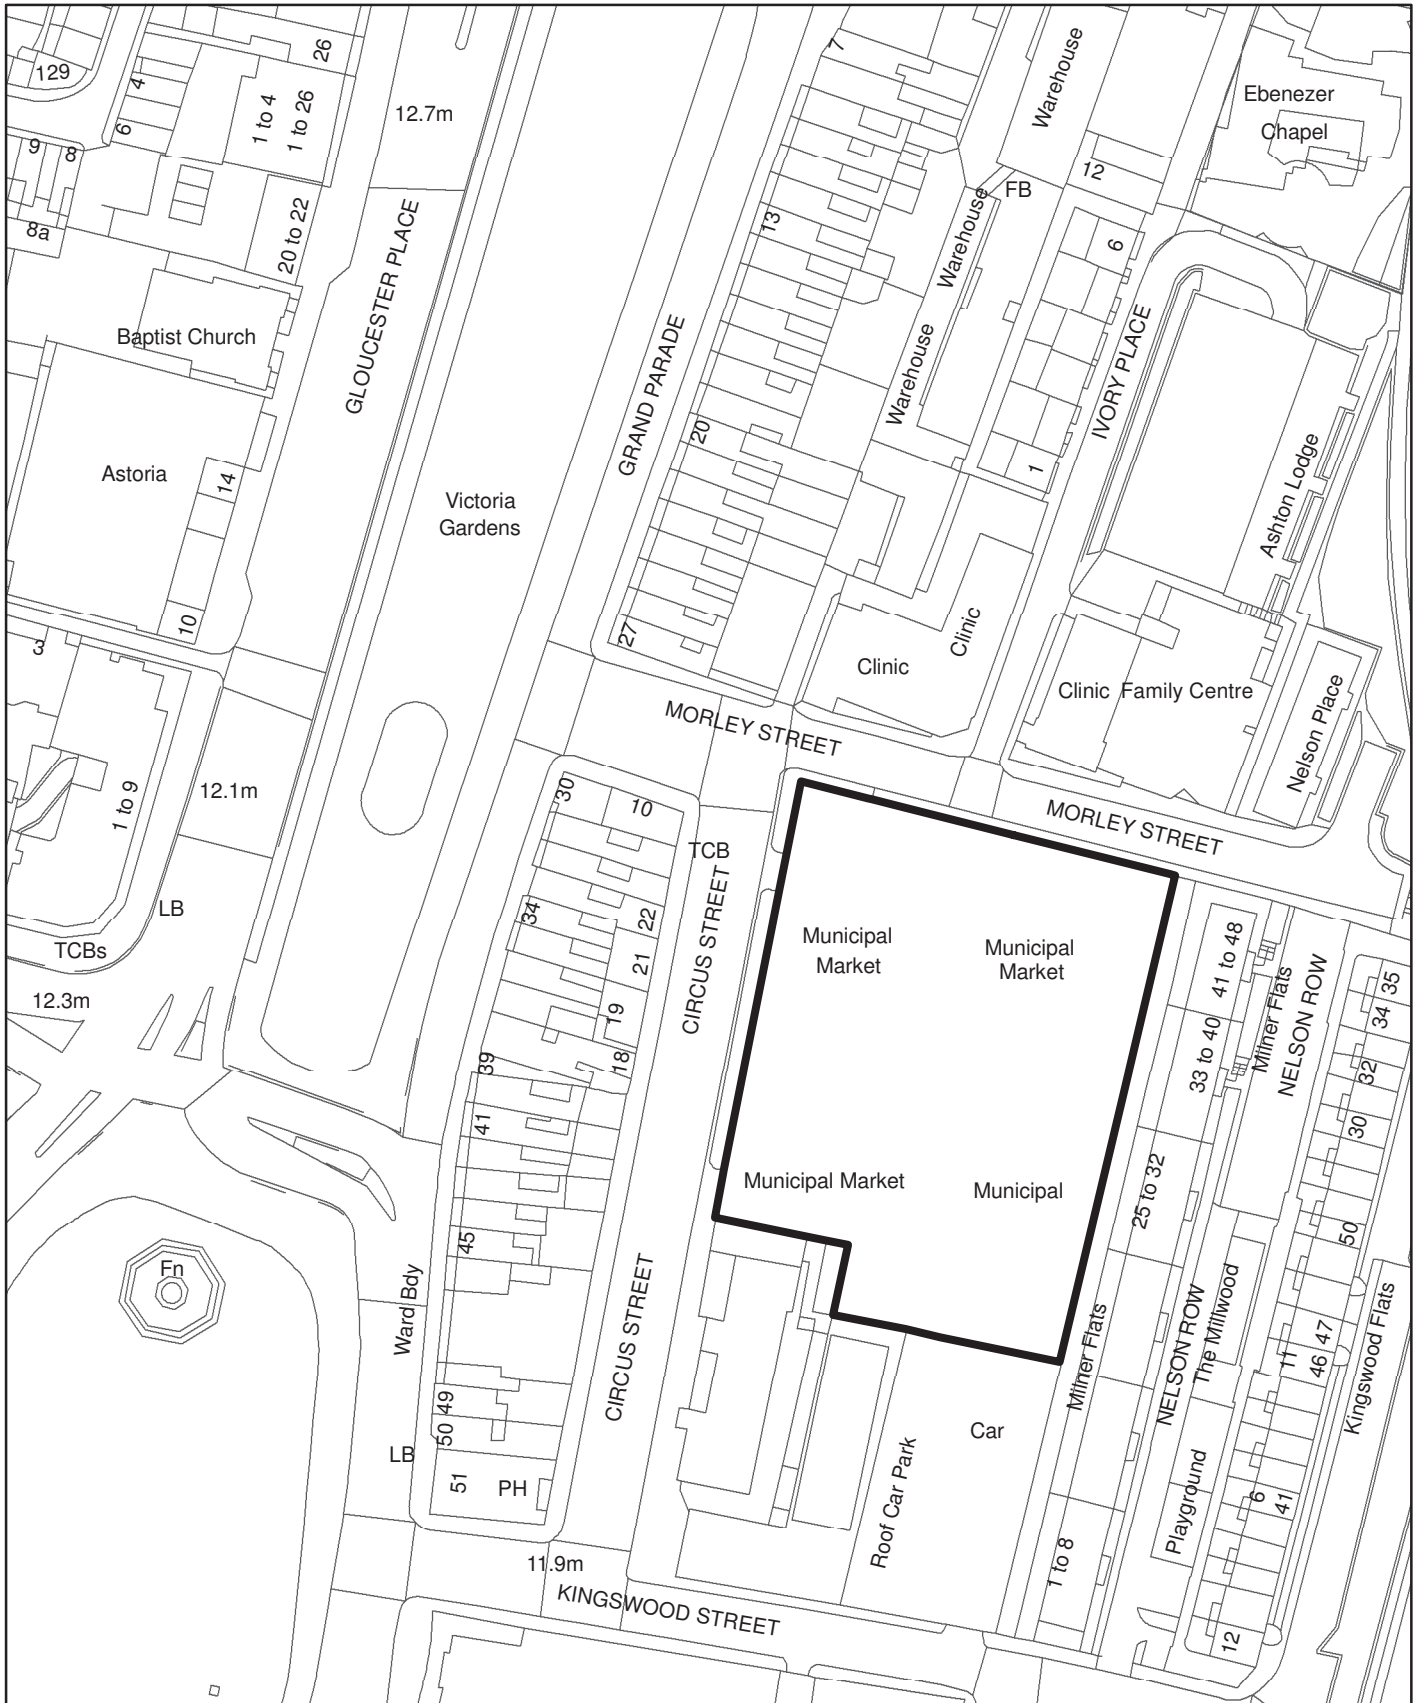 26
129
4
6
1 to 4
1 to 26
12.7m
7
Warehouse
Ebenezer
Chapel
9
8
8a
20 to 22
GLOUCESTER PLACE
13
Warehouse
FB
12
6
Baptist Church
GRAND PARADE
Warehouse
IVORY PLACE
Astoria
14
20
1
Victoria
Gardens
Ashton Lodge
10
27
3
Clinic
Clinic
Clinic
Family Centre
Nelson Place
MORLEY STREET
1 to 9
12.1m
30
10
MORLEY STREET
TCB
LB
34
22
CIRCUS STREET
Municipal
Market
Municipal
Market
41 to 48
Milner Flats
NELSON ROW
35
34
TCBs
21
12.3m
19
39
18
33 to 40
32
41
30
Municipal Market
Municipal
25 to 32
45
50
Fn
Ward Bdy
CIRCUS STREET
Milner Flats
NELSON ROW
The Millwood
47
11
46
Kingswood Flats
49
50
LB
51
PH
Car
Roof Car Park
Playground
6
41
1 to 8
11.9m
KINGSWOOD STREET
12